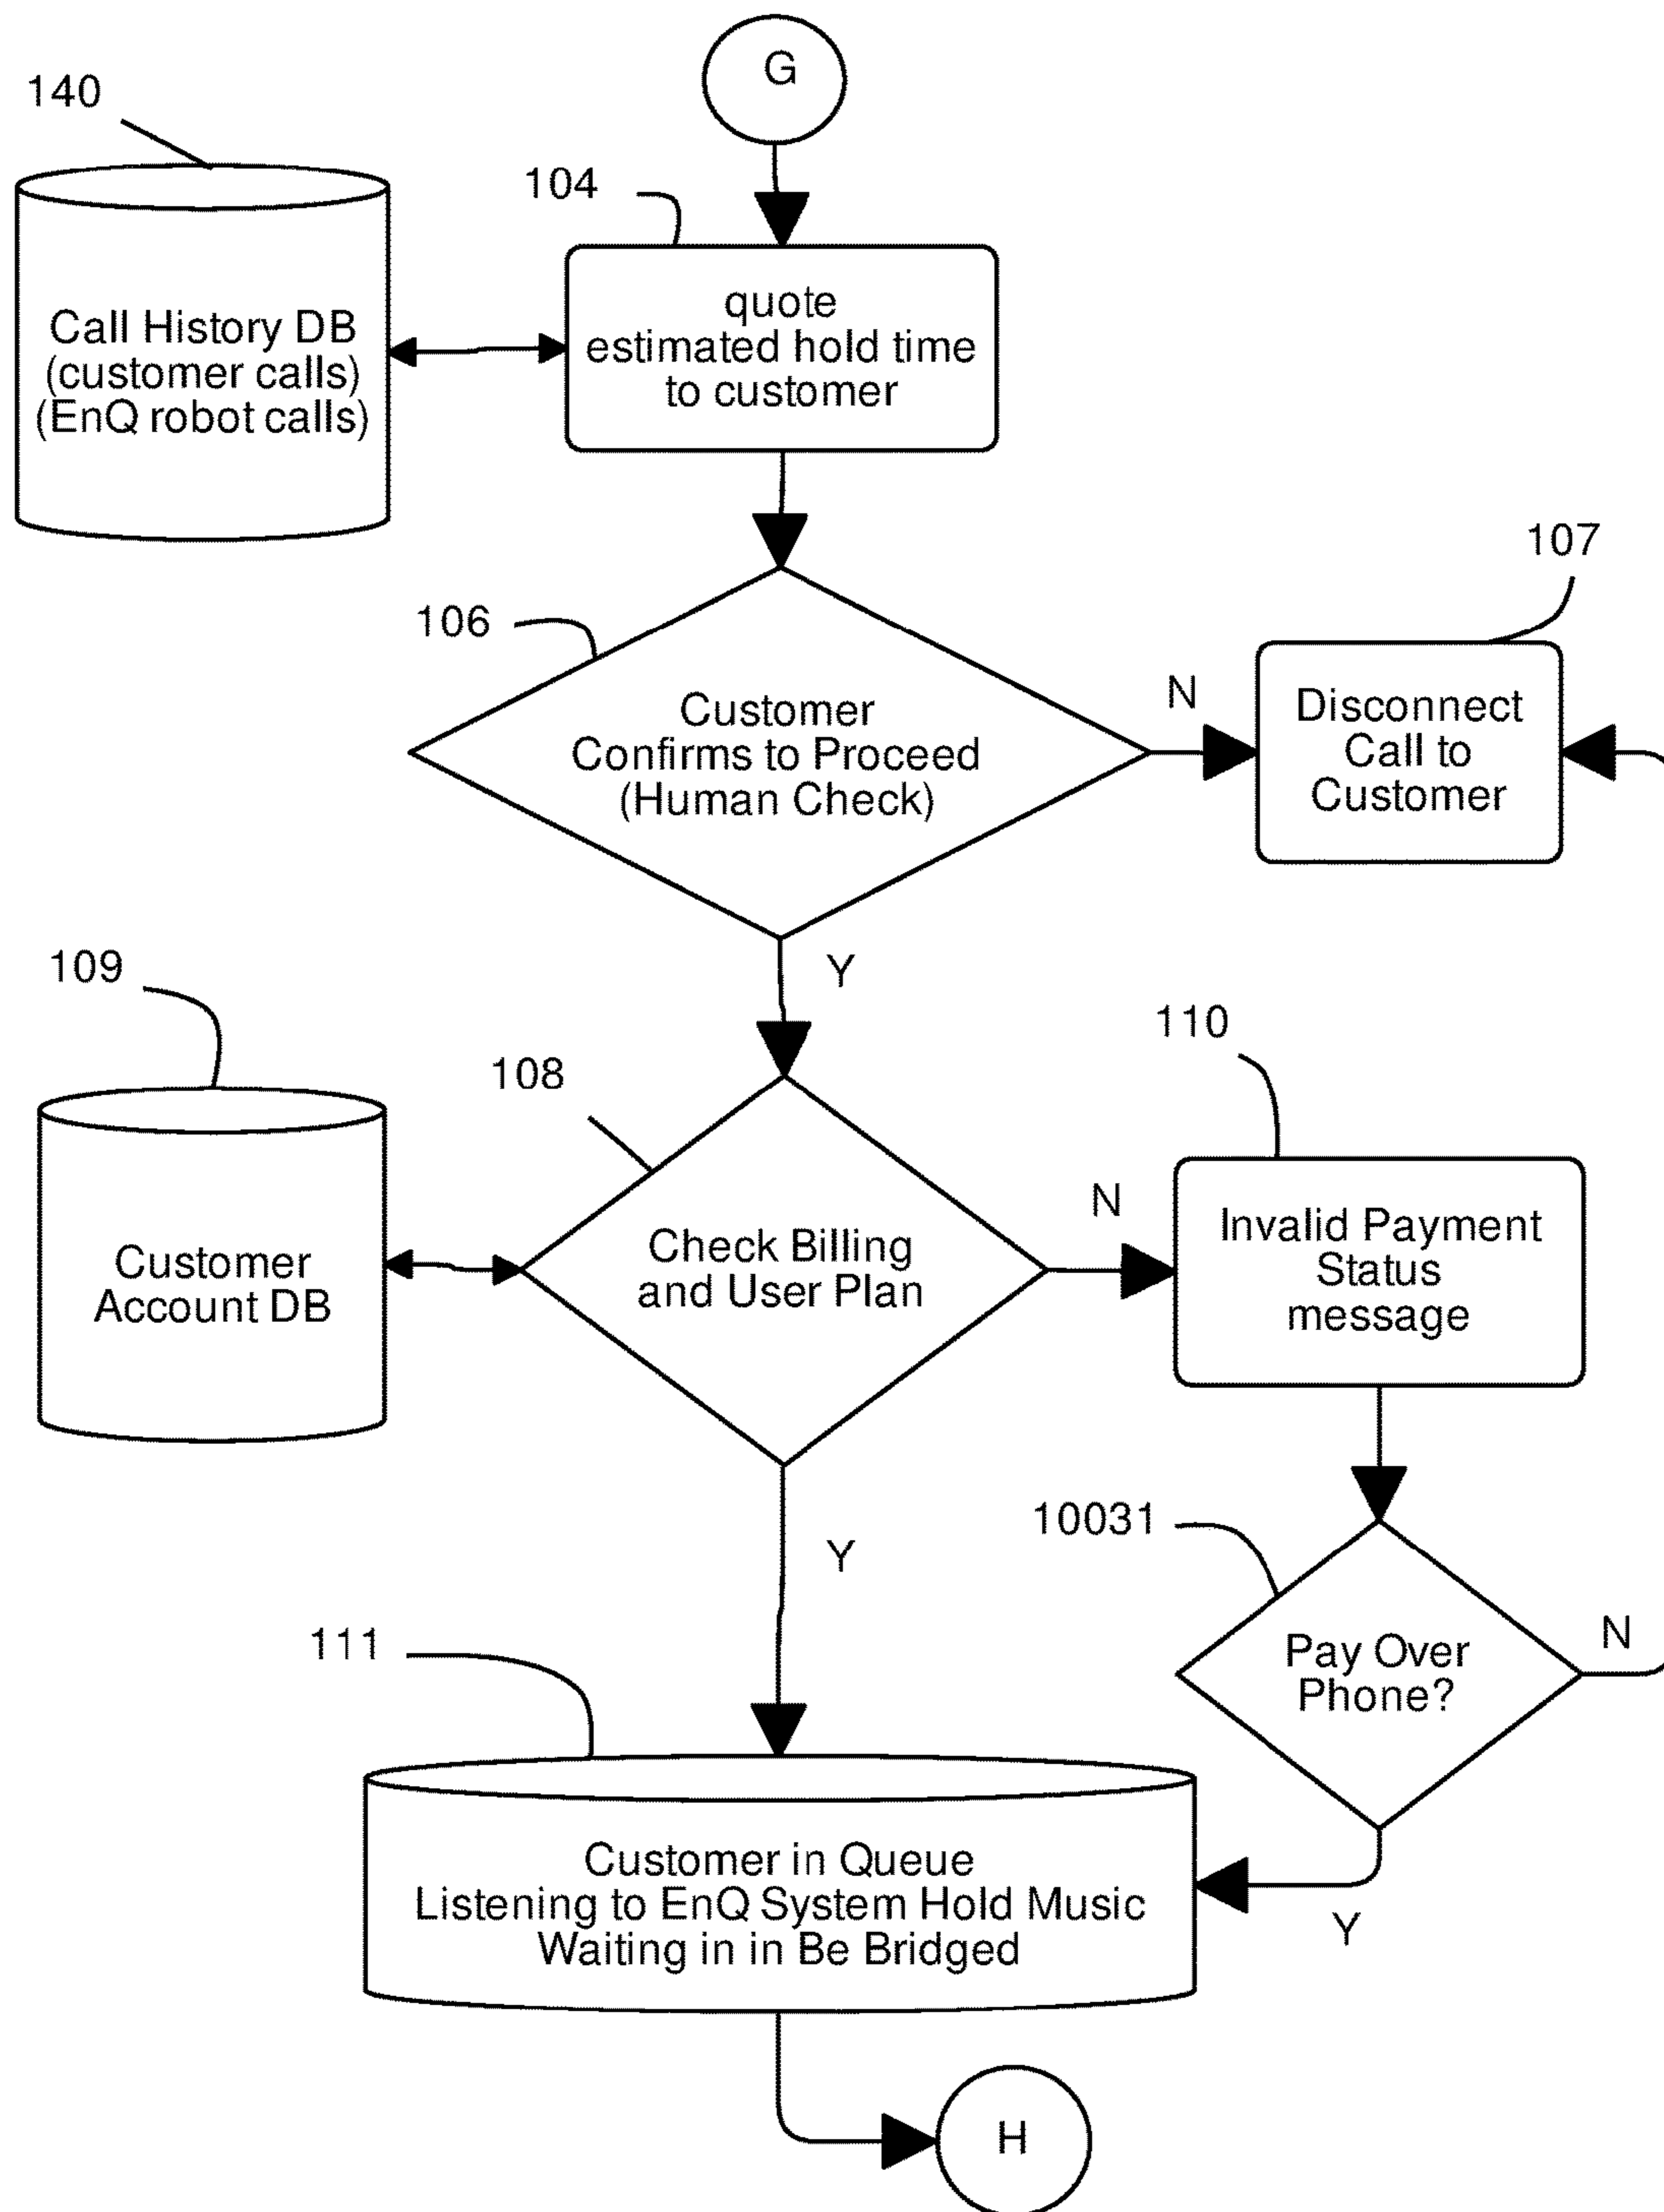 G
140
104
quote
estimated hold time
to customer
Call History DB
(customer calls)
(EnQ robot calls)
107
106
Customer
Confirms to Proceed
(Human Check)
N
Disconnect
Call to
Customer
Y
109
110
108
Customer
Account DB
Check Billing
and User Plan
N
Invalid Payment
Status
message
10031
Y
111
Pay Over
Phone?
N
Customer in Queue
Listening to EnQ System Hold Music
Waiting in in Be Bridged
Y
H